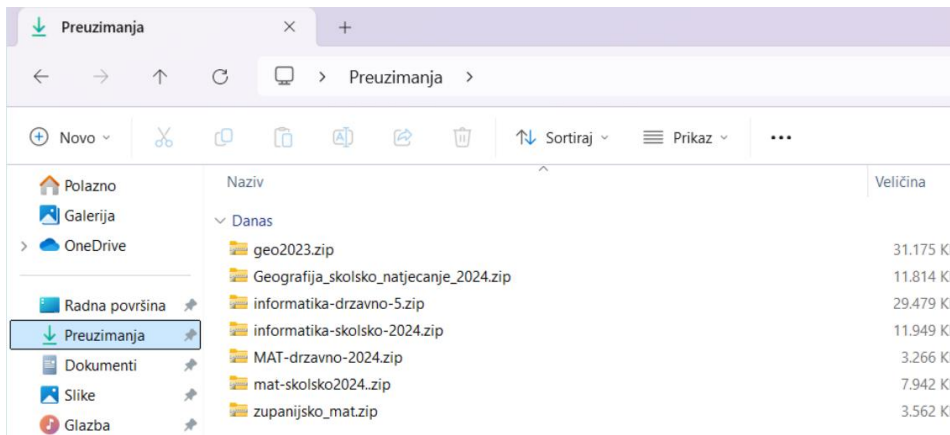 Preuzimanja
Preuzimanja
Novo
Sortiraj
Prikaz
Polazno
Galerija
OneDrive
Radna površina
Preuzimanja
Dokumenti
Slike
Glazba
Naziv Veličina
Danas
geo2023.zip 31.175 K
Geografija_skolsko_natjecanje_2024.zip 11.814 K
informatika-drzavno-5.zip 29.479 K
informatika-skolsko-2024.zip 11.949 K
MAT-drzavno-2024.zip 3.266 K
mat-skolsko2024..zip 7.942 K
zupanijsko_mat.zip 3.562 K